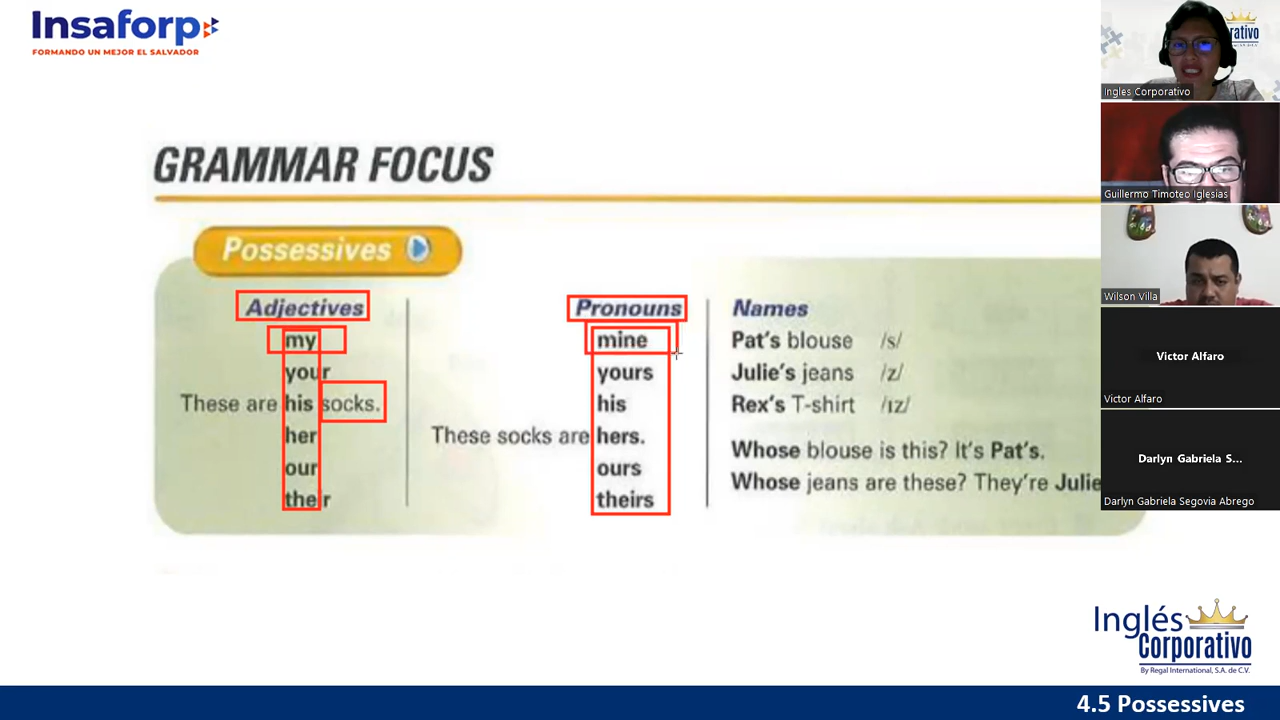 Insaforp
FORMANDO UN MEJOR EL SALVADOR
GRAMMAR FOCUS
Possessives
Adjectives
my
your
These are his socks.
her
our
their
Pronouns
mine
yours
his
These socks are hers.
ours
theirs
Names
Pat's blouse /s/
Julie's jeans /z/
Rex's T-shirt /ɪz/
Whose blouse is this? It's Pat's.
Whose jeans are these? They're Julie
Ingles Corporativo
Guillermo Timoteo Iglesias
Wilson Villa
Victor Alfaro
Victor Alfaro
Darlyn Gabriela S...
Darlyn Gabriela Segovia Abrego
Inglés
Corporativo
By Regal International, S.A. de C.V.
4.5 Possessives